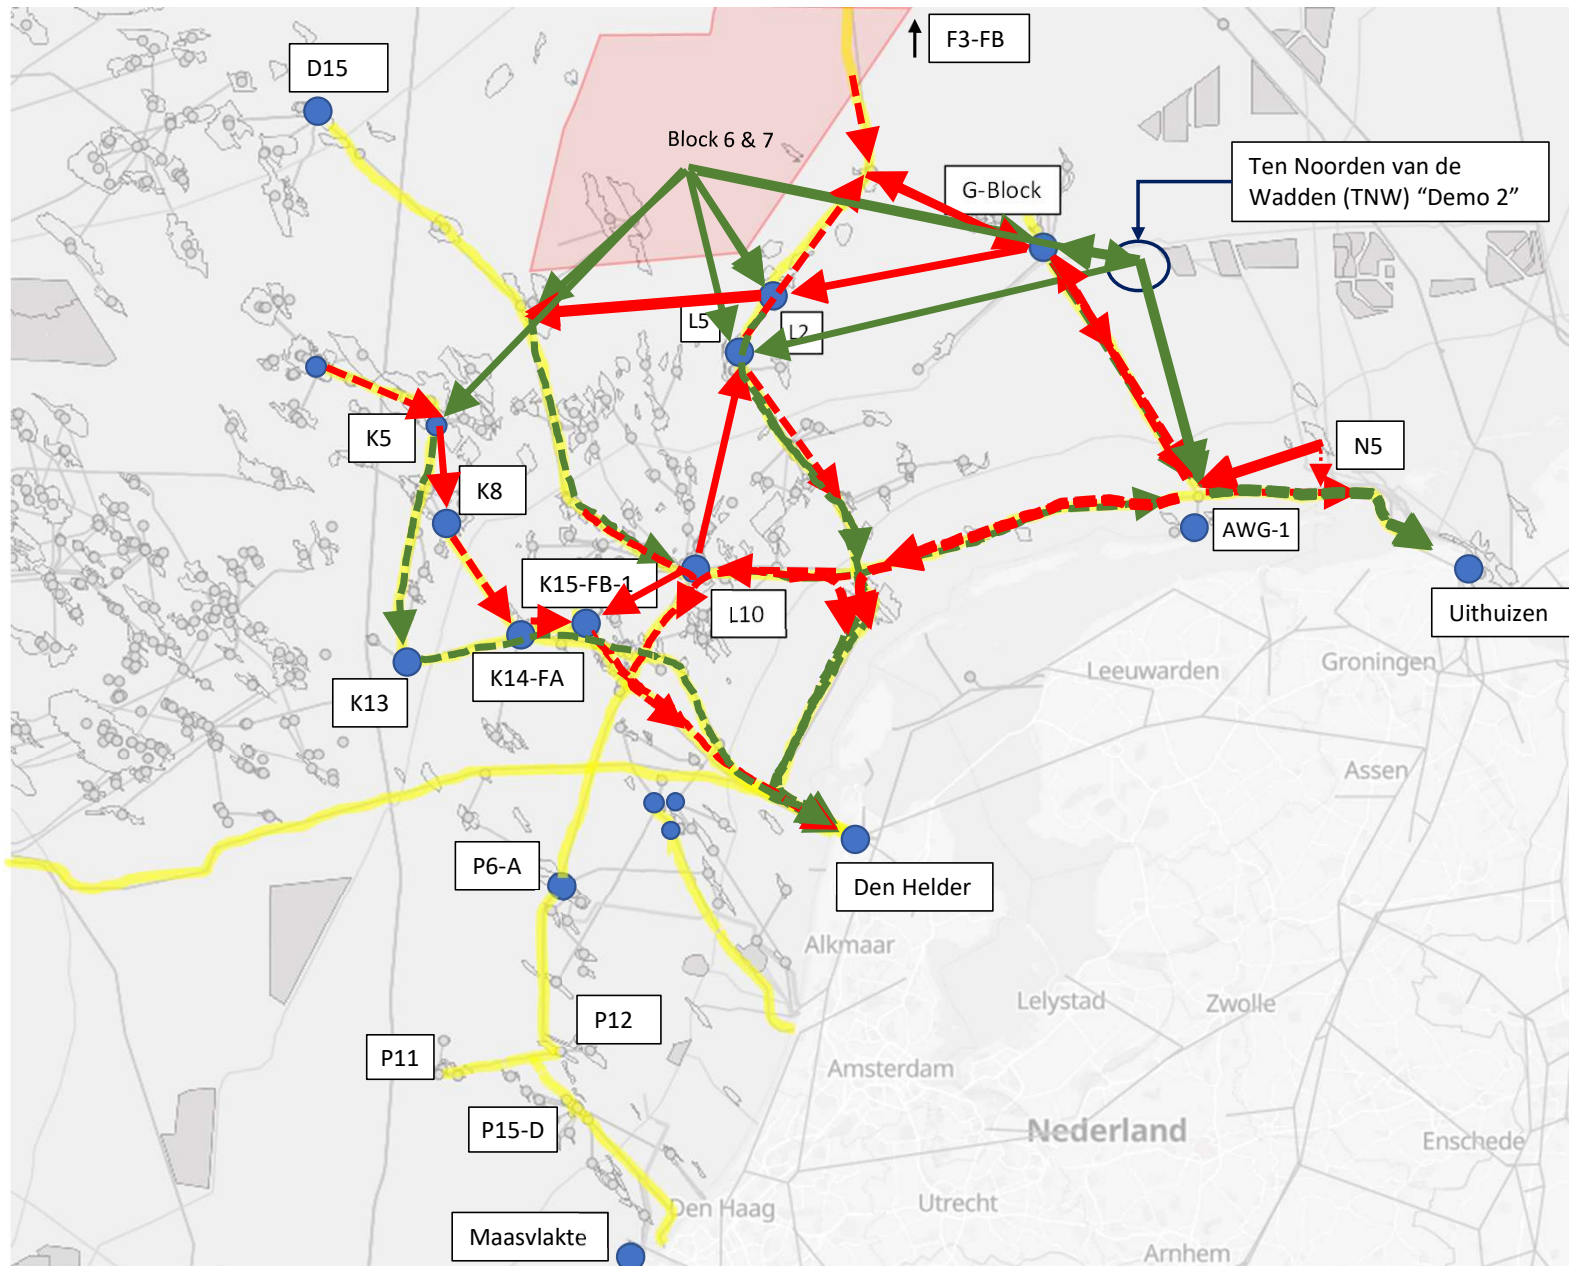 F3-FB
D15
Block 6 & 7
Ten Noorden van de
Wadden (TNW) “Demo 2”
G-Block
L5
L2
K5
N5
K8
AWG-1
K15-FB-1
L10
Uithuizen
K14-FA
K13
Leeuwarden
Groningen
Assen
P6-A
Den Helder
Alkmaar
Lelystad
Zwolle
P12
P11
Amsterdam
P15-D
Nederland
Enschede
Den Haag
Utrecht
Maasvlakte
Arnhem